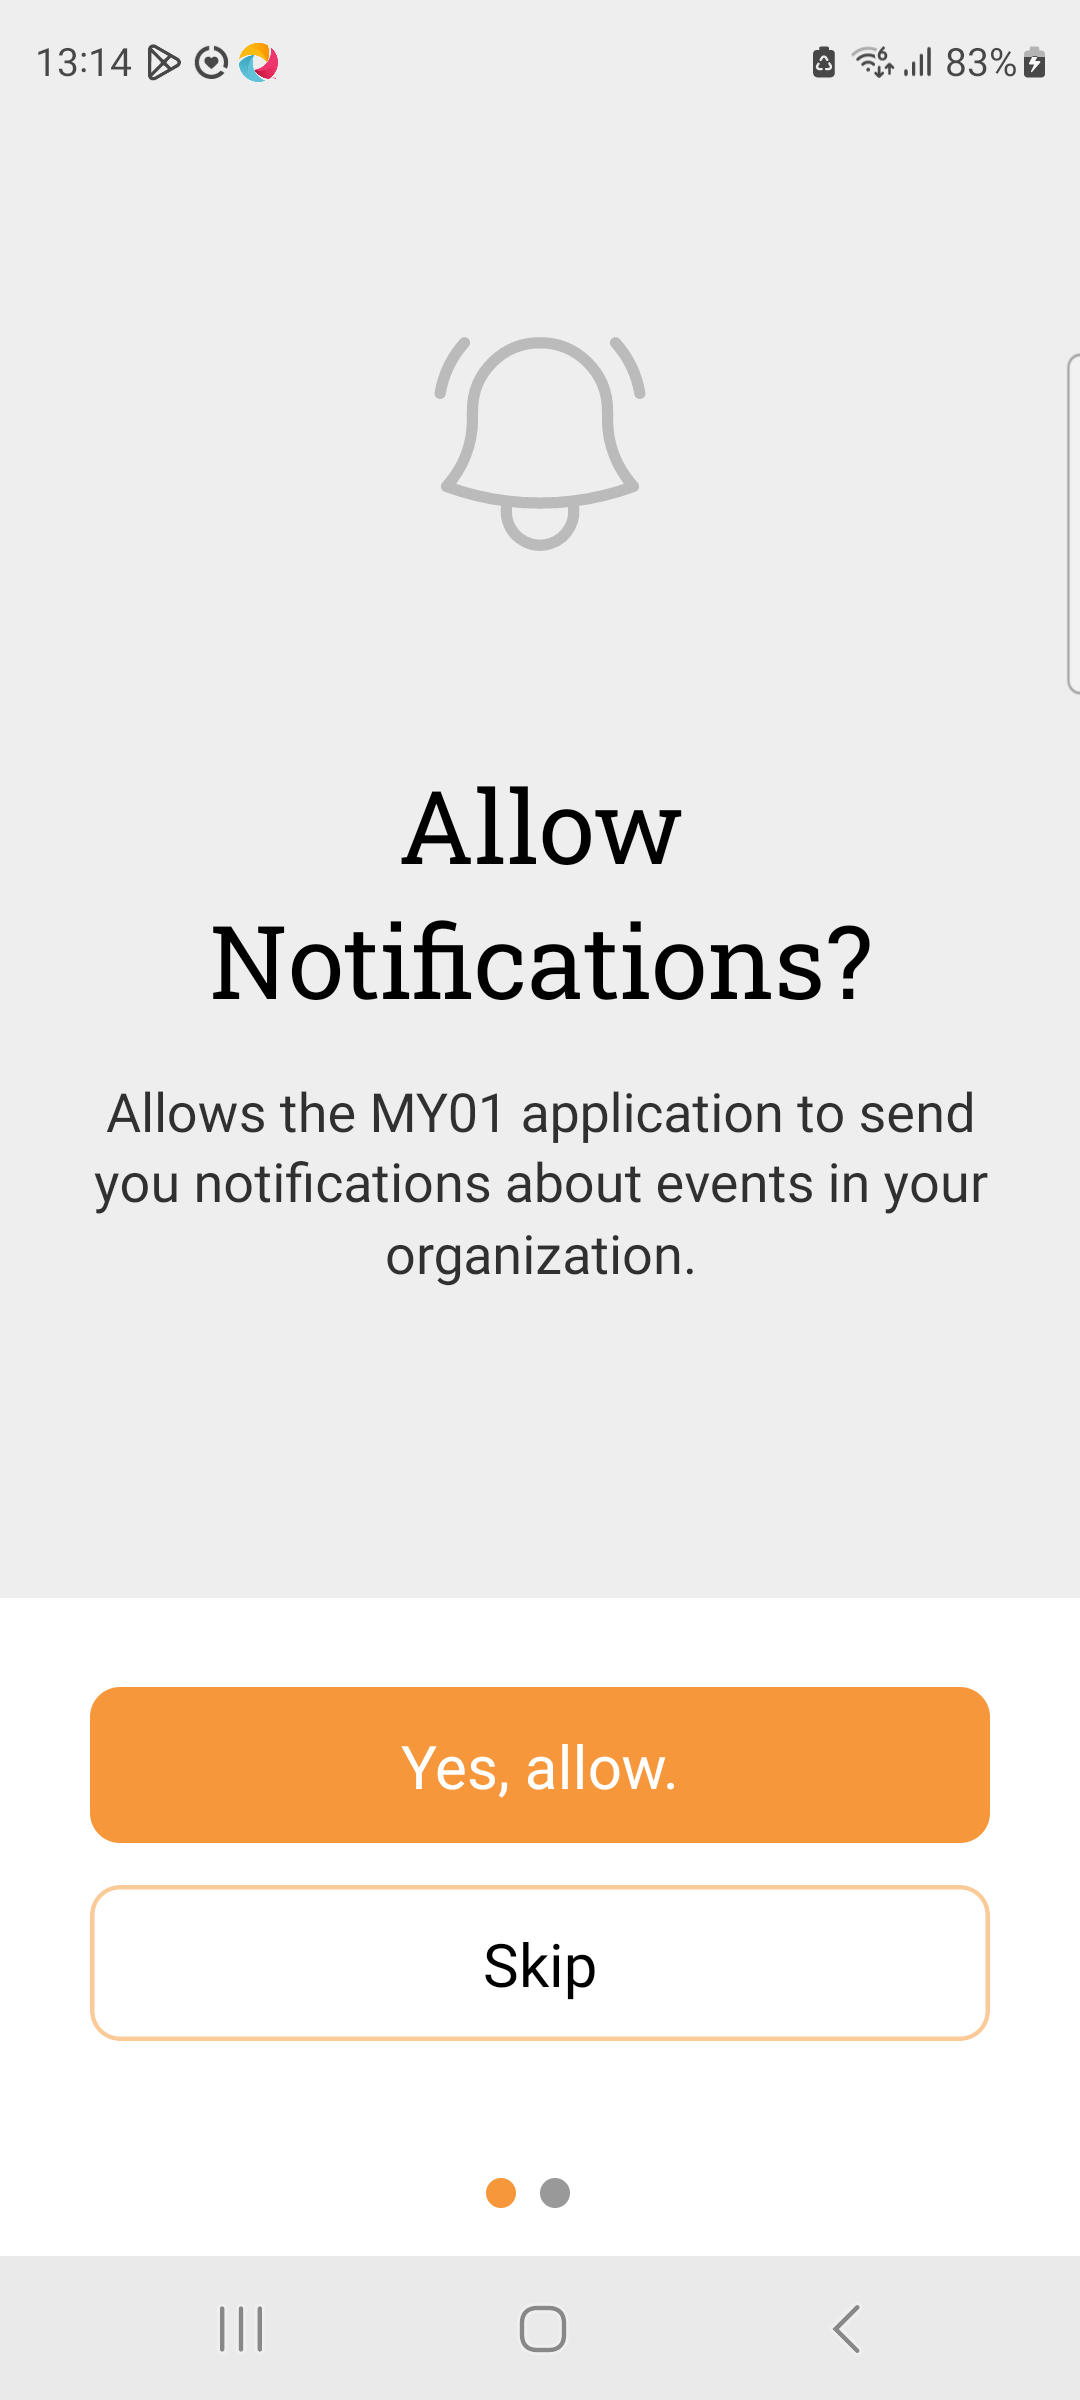 13:14
83%
Allow
Notifications?
Allows the MY01 application to send
you notifications about events in your
organization.
Yes, allow.
Skip